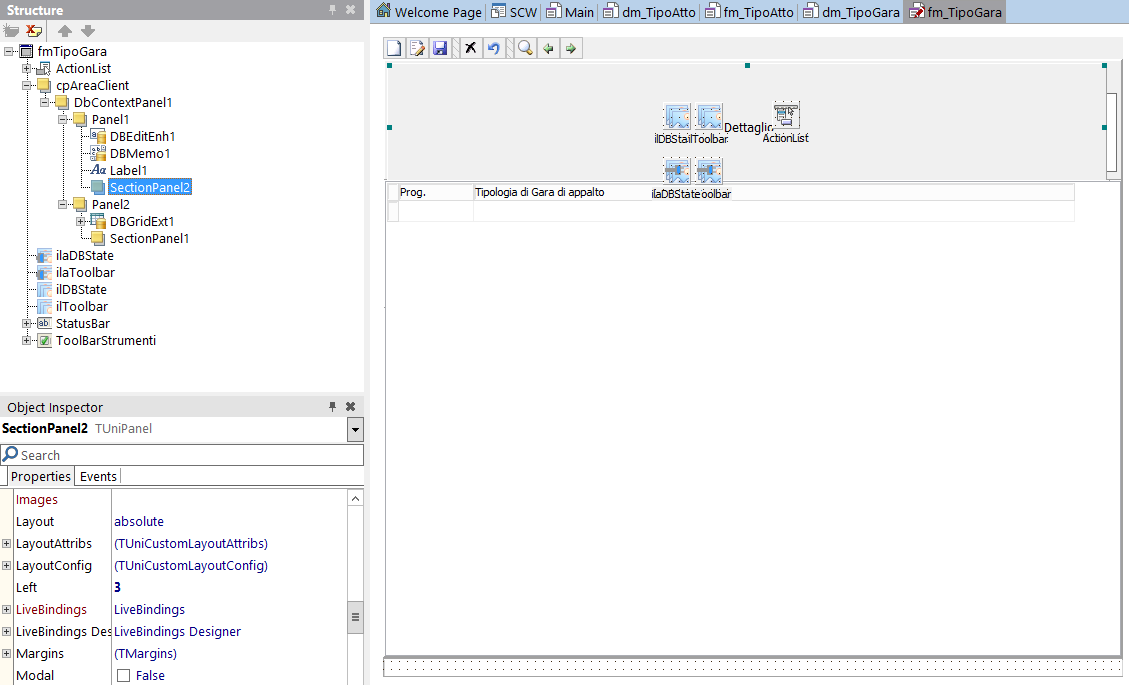 Structure
fmTipoGara
ActionList
cpAreaClient
DbContextPanel1
Panel1
DBEditEnh1
DBMemo1
Label1
SectionPanel2
Panel2
DBGridExt1
SectionPanel1
ilaDBState
ilaToolbar
ilDBState
ilToolbar
StatusBar
ToolBarStrumenti
Object Inspector
SectionPanel2 TUniPanel
Search
Properties Events
Images
Layout absolute
LayoutAttribs (TUniCustomLayoutAttribs)
LayoutConfig (TUniCustomLayoutConfig)
Left 3
LiveBindings LiveBindings
LiveBindings Des LiveBindings Designer
Margins (TMargins)
Modal False
Welcome Page SCW Main dm_TipoAtto fm_TipoAtto dm_TipoGara fm_TipoGara
Dettaglio
ActionList
Prog. Tipologia di Gara di appalto